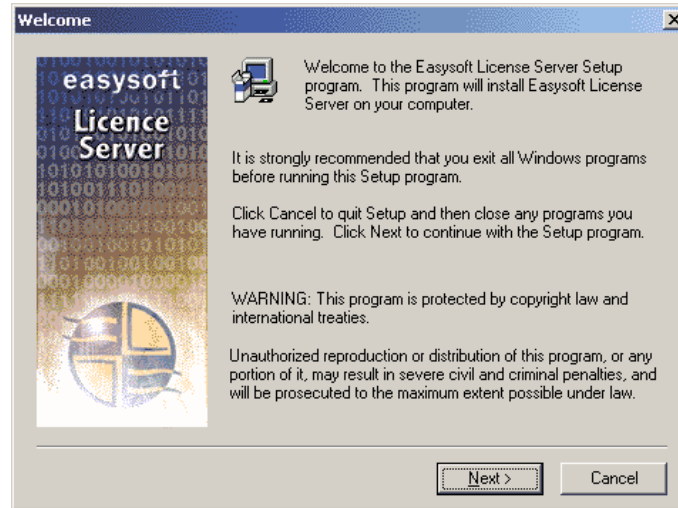 Welcome
easysoft
Licence
Server
Welcome to the Easysoft License Server Setup
program.  This program will install Easysoft License
Server on your computer.
It is strongly recommended that you exit all Windows programs
before running this Setup program.
Click Cancel to quit Setup and then close any programs you
have running.  Click Next to continue with the Setup program.
WARNING: This program is protected by copyright law and
international treaties.
Unauthorized reproduction or distribution of this program, or any
portion of it, may result in severe civil and criminal penalties, and
will be prosecuted to the maximum extent possible under law.
Next >
Cancel